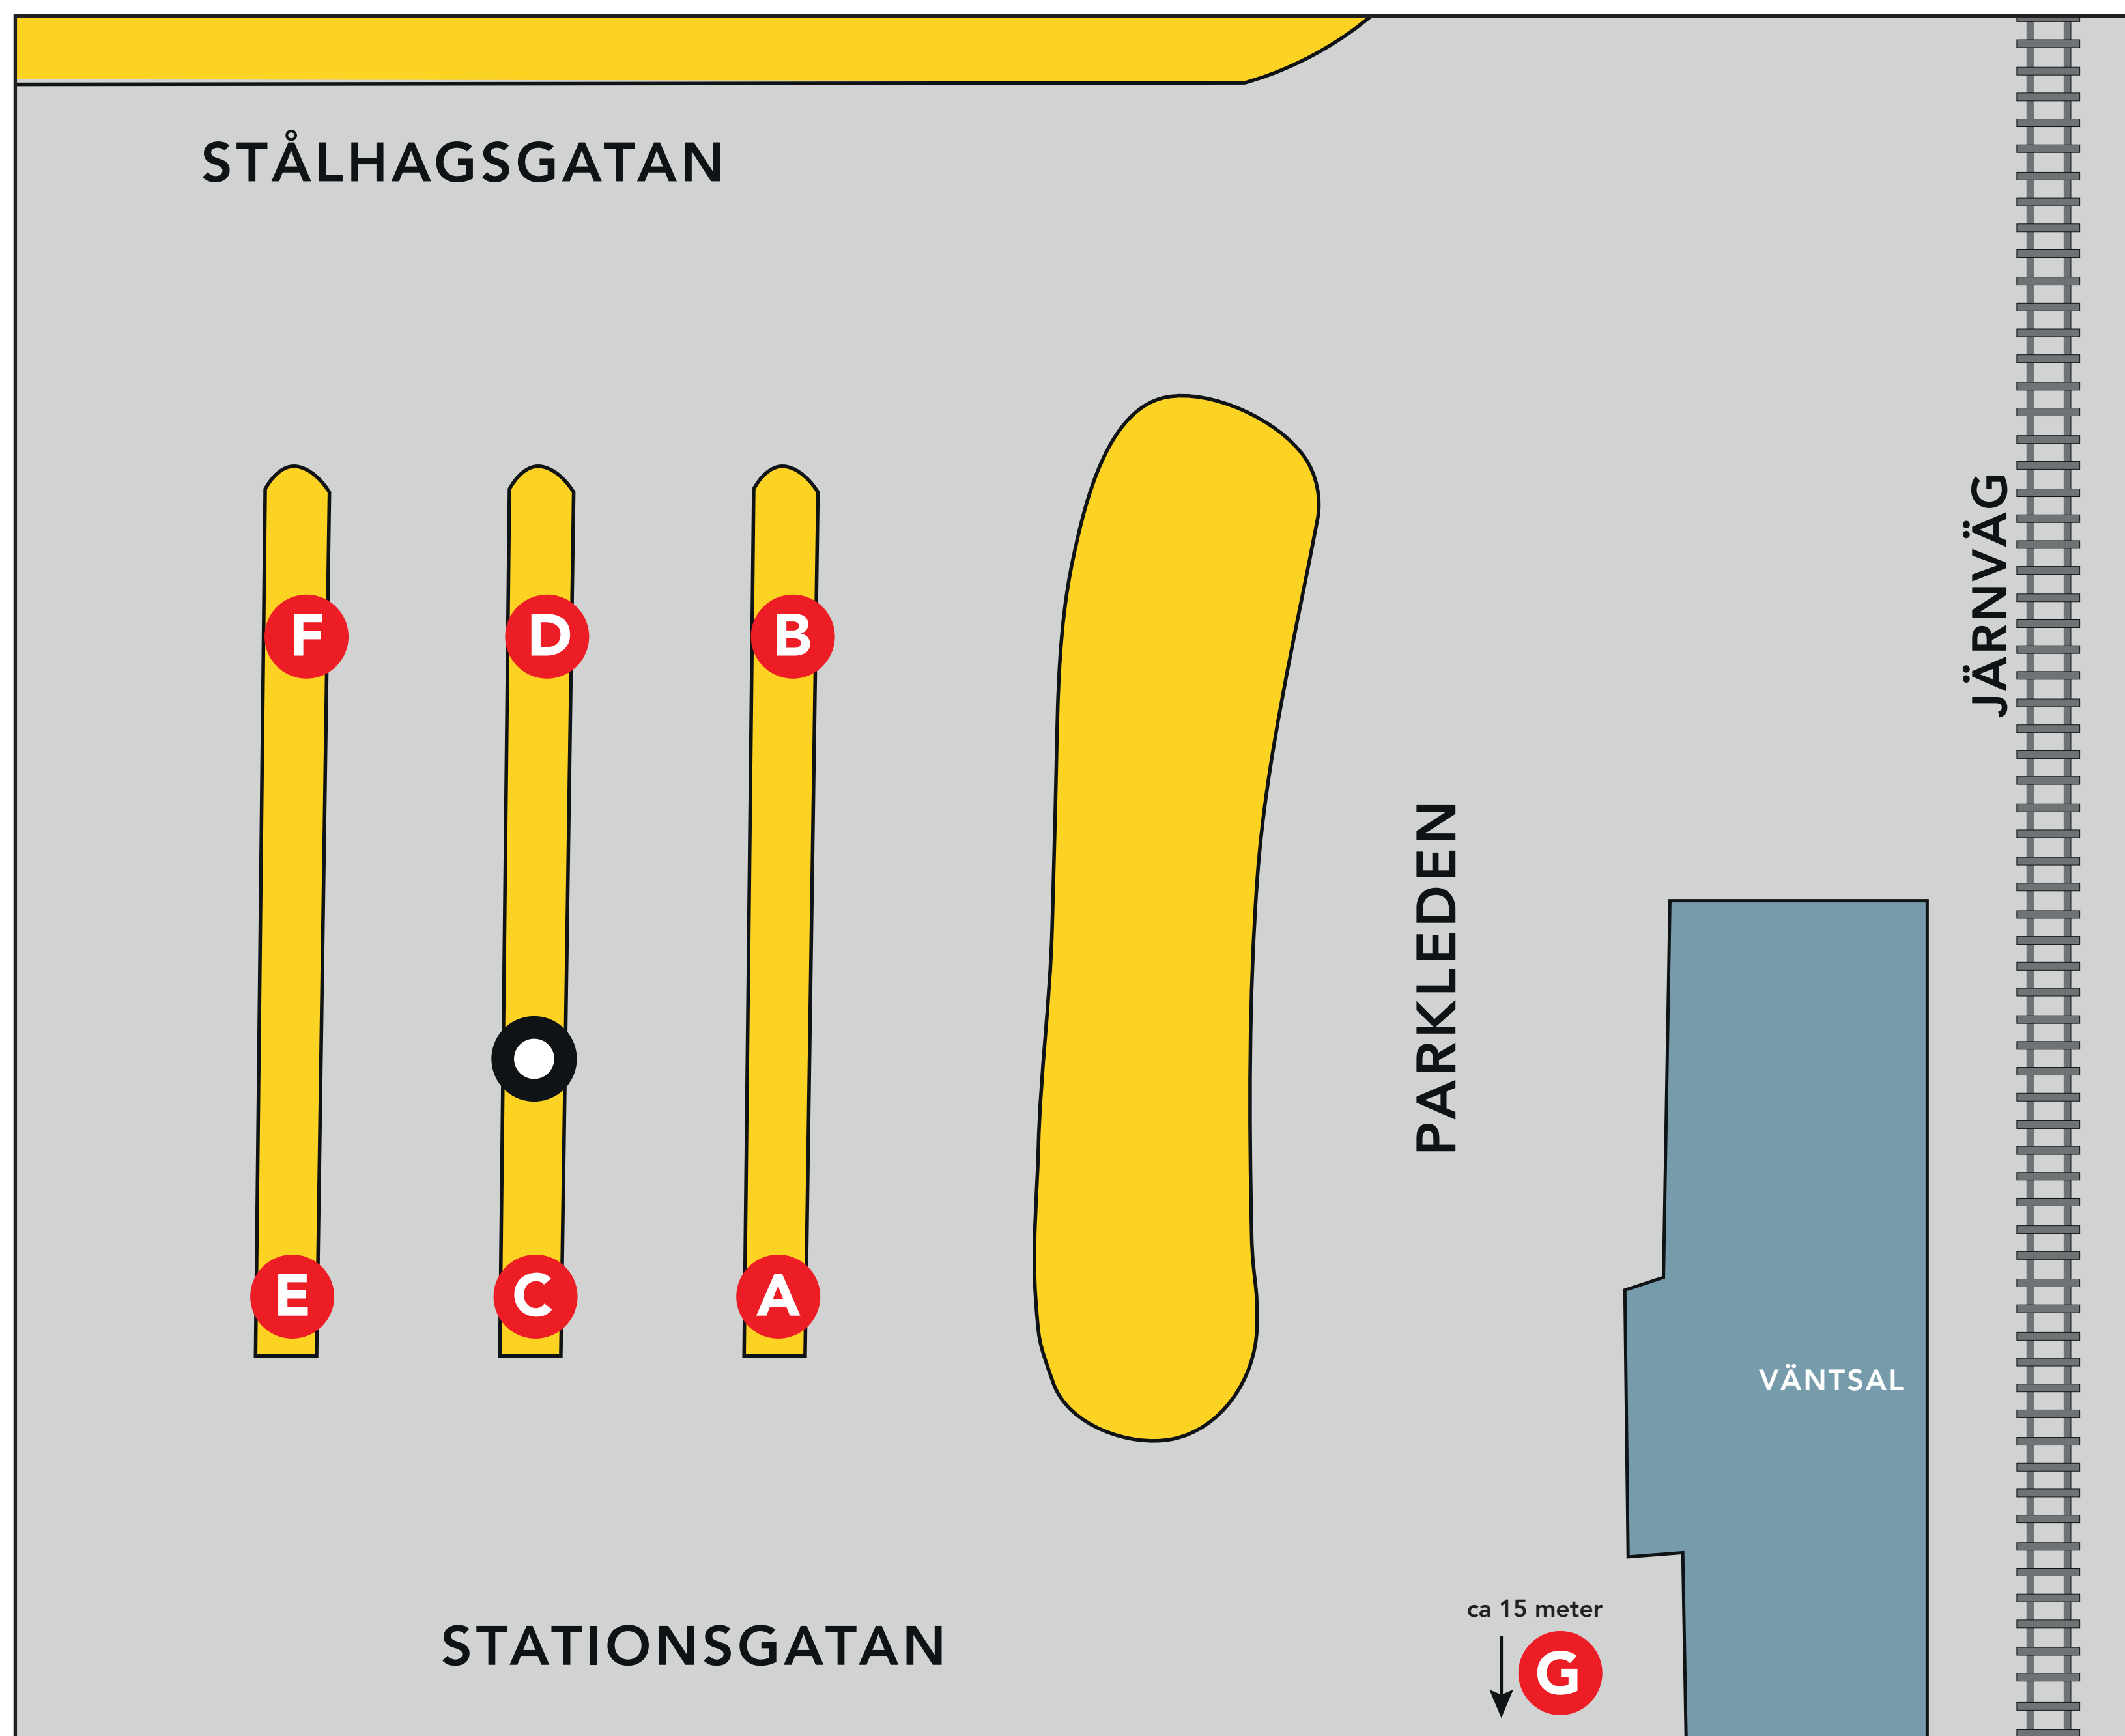 STÅLHAGSGATAN
JÄRNVÄG
F
D
B
PARKLEDEN
E
C
A
VÄNTSAL
ca 15 meter
STATIONSGATAN
G